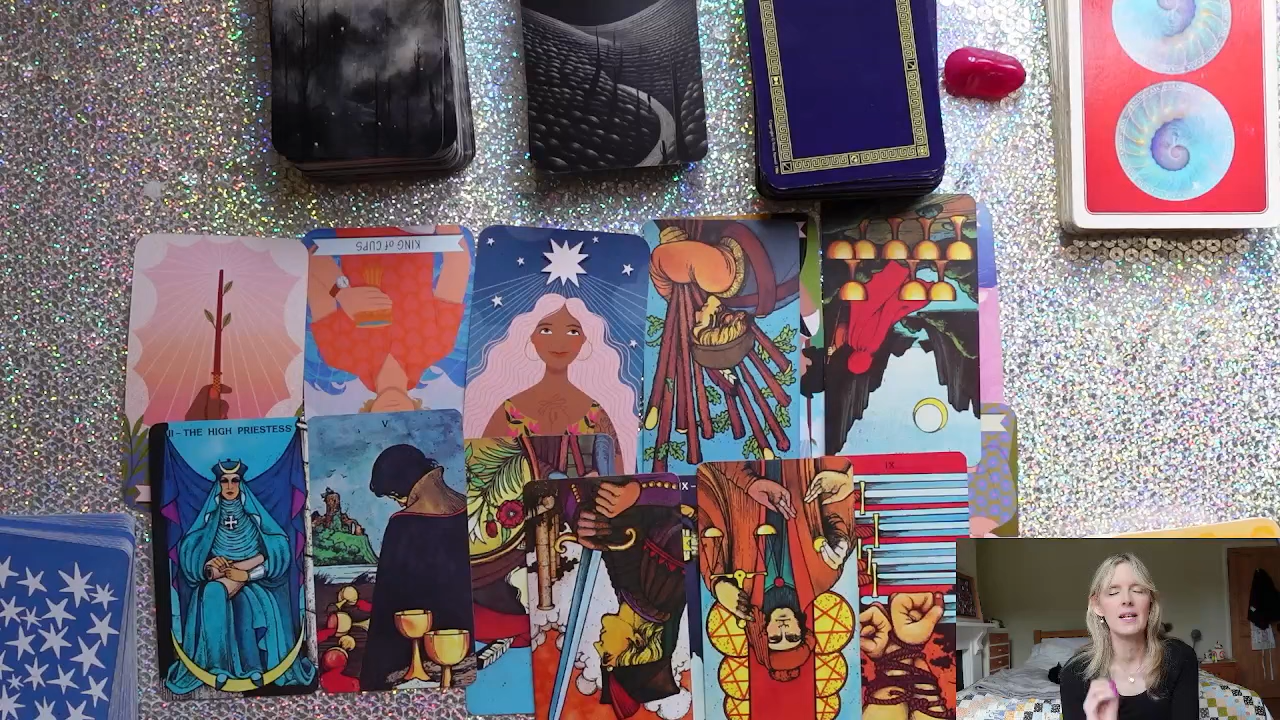 KING of CUPS
II - THE HIGH PRIESTESS
V
X -
IX